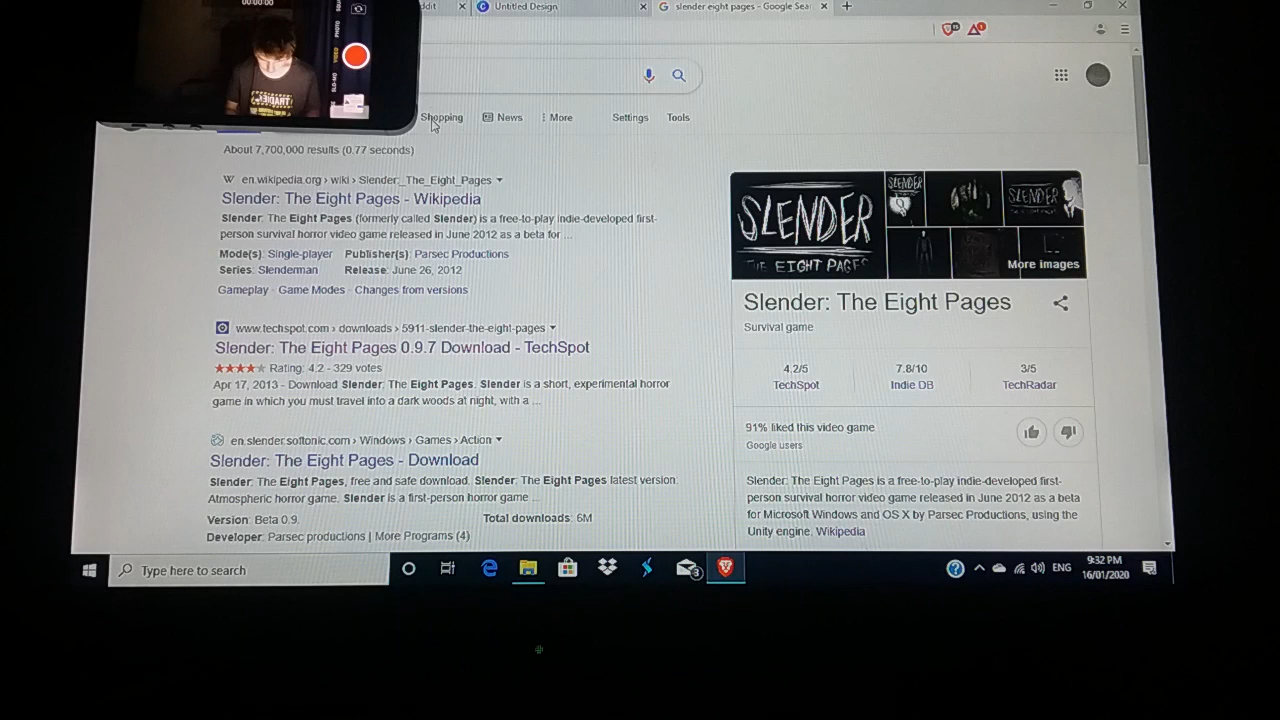 00:00:00
PHOTO
VIDEO
SLO-MO
TRADIE
ddit
Untitled Design
slender eight pages - Google Sea
Shopping
News
More
Settings
Tools
About 7,700,000 results (0.77 seconds)
en.wikipedia.org › wiki › Slender:_The_Eight_Pages
Slender: The Eight Pages - Wikipedia
Slender: The Eight Pages (formerly called Slender) is a free-to-play indie-developed first-
person survival horror video game released in June 2012 as a beta for ...
Mode(s): Single-player Publisher(s): Parsec Productions
Series: Slenderman Release: June 26, 2012
Gameplay · Game Modes · Changes from versions
www.techspot.com › downloads › 5911-slender-the-eight-pages
Slender: The Eight Pages 0.9.7 Download - TechSpot
Rating: 4.2 - 329 votes
Apr 17, 2013 - Download Slender: The Eight Pages. Slender is a short, experimental horror
game in which you must travel into a dark woods at night, with a ...
en.slender.softonic.com › Windows › Games › Action
Slender: The Eight Pages - Download
Slender: The Eight Pages, free and safe download. Slender: The Eight Pages latest version:
Atmospheric horror game. Slender is a first-person horror game ...
Version: Beta 0.9.
Total downloads: 6M
Developer: Parsec productions | More Programs (4)
SLENDER
THE EIGHT PAGES
SLENDER
SLENDER
More images
Slender: The Eight Pages
Survival game
4.2/5
TechSpot
7.8/10
Indie DB
3/5
TechRadar
91% liked this video game
Google users
Slender: The Eight Pages is a free-to-play indie-developed first-
person survival horror video game released in June 2012 as a beta
for Microsoft Windows and OS X by Parsec Productions, using the
Unity engine. Wikipedia
Type here to search
3
ENG
9:32 PM
16/01/2020